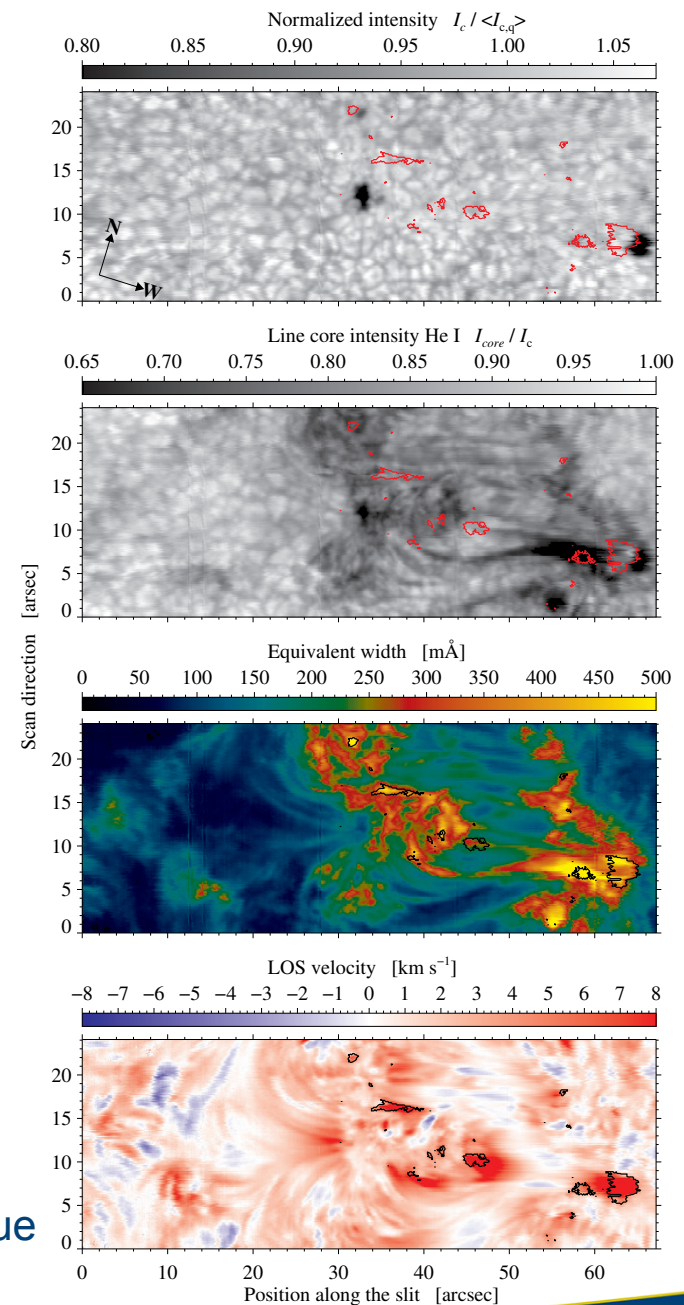 Normalized intensity I_c / <I_c,q>
0.80 0.85 0.90 0.95 1.00 1.05
20
15
10
5
0
N
W
Line core intensity He I I_core / I_c
0.65 0.70 0.75 0.80 0.85 0.90 0.95 1.00
20
15
10
5
0
Scan direction [arsec]
Equivalent width [mÅ]
0 50 100 150 200 250 300 350 400 450 500
20
15
10
5
0
LOS velocity [km s⁻¹]
−8 −7 −6 −5 −4 −3 −2 −1 0 1 2 3 4 5 6 7 8
20
15
10
5
0
ue
0 10 20 30 40 50 60
Position along the slit [arcsec]